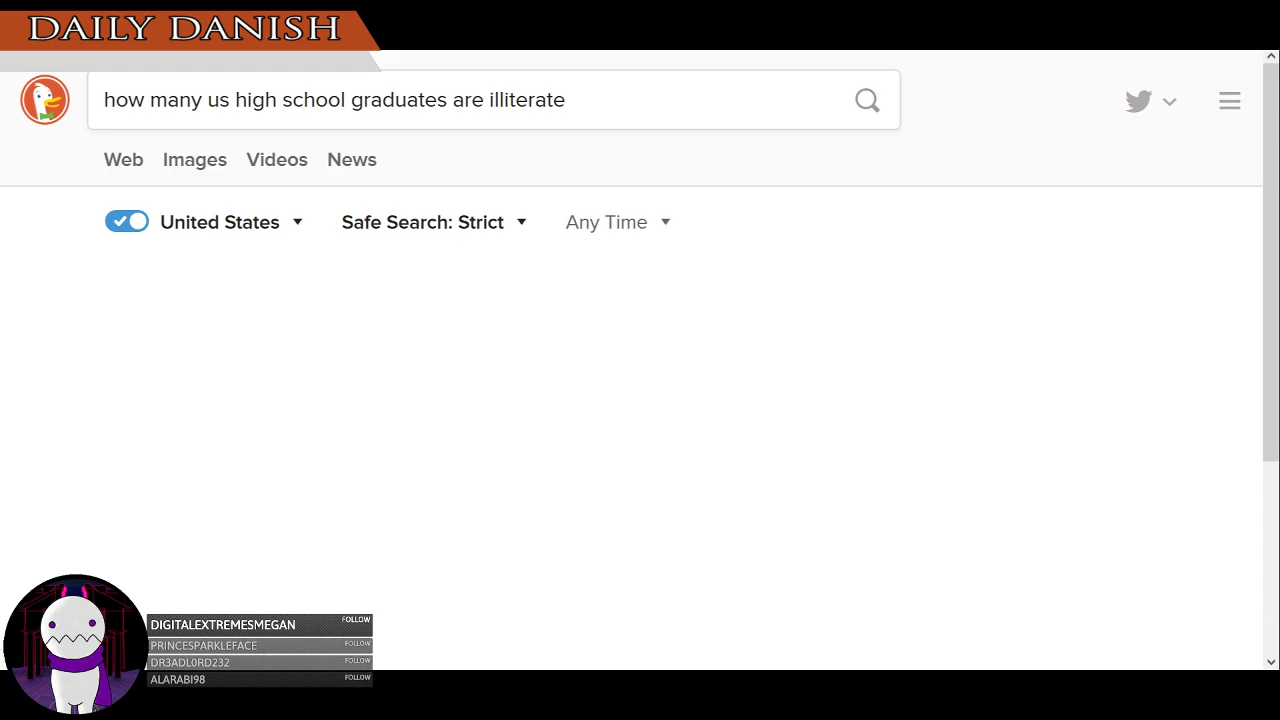 DAILY DANISH
how many us high school graduates are illiterate
Web Images Videos News
United States Safe Search: Strict Any Time
DIGITALEXTREMESMEGAN FOLLOW
PRINCESPARKLEFACE FOLLOW
DR3ADL0RD232 FOLLOW
ALARABI98 FOLLOW